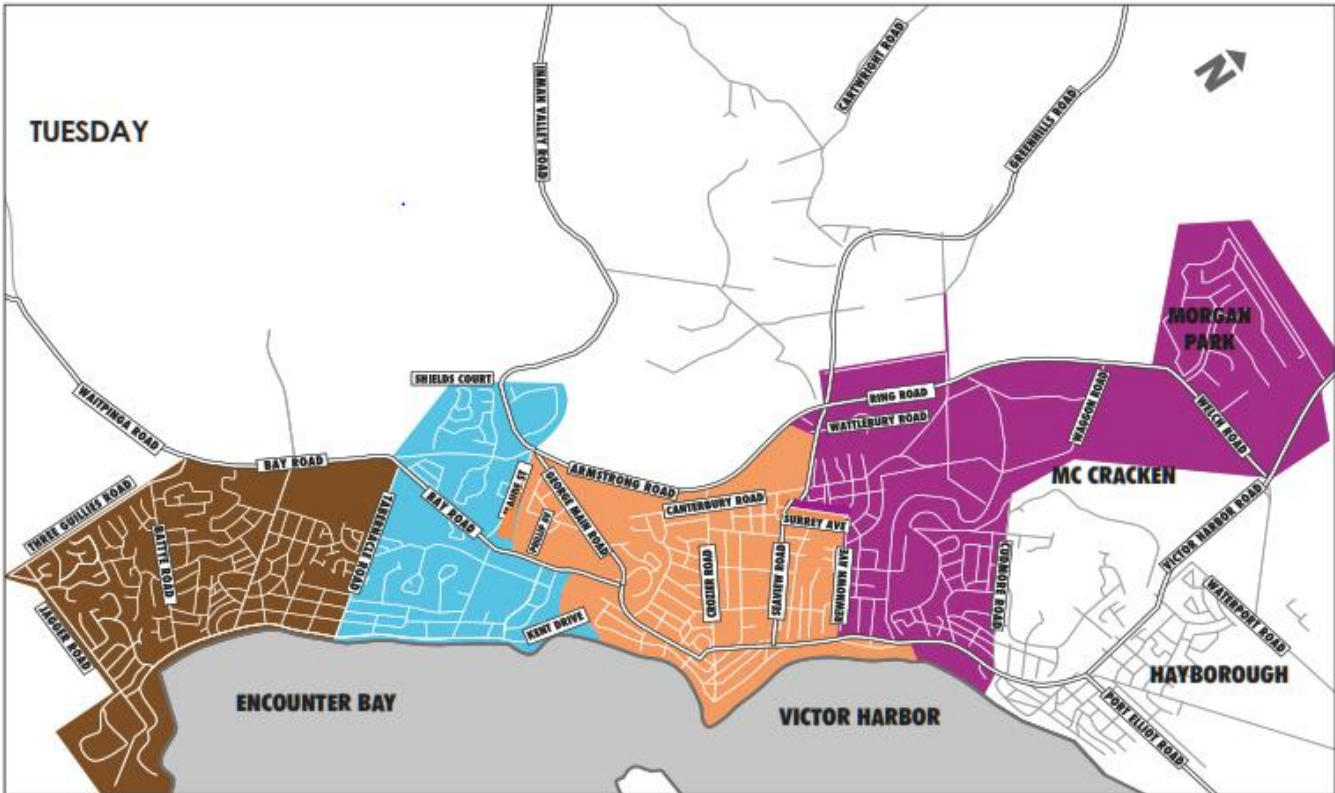 N
TUESDAY
INMAN VALLEY ROAD
CARTWRIGHT ROAD
GREENHILLS ROAD
MORGAN
PARK
SHIELDS COURT
RING ROAD
WATTLEBURY ROAD
WAGGON ROAD
WELCH ROAD
WAITPINGA ROAD
BAY ROAD
ARMSTRONG ROAD
MC CRACKEN
THREE GULLIES ROAD
BATTYE ROAD
TABERNACLE ROAD
BAY ROAD
GEORGE MAIN ROAD
CANTERBURY ROAD
SURREY AVE
VICTOR HARBOR ROAD
CROZIER ROAD
SEAVIEW ROAD
RENOWN AVE
CUDMORE ROAD
WATERPORT ROAD
JAGGER ROAD
KENT DRIVE
HAYBOROUGH
ENCOUNTER BAY
VICTOR HARBOR
PORT ELLIOT ROAD